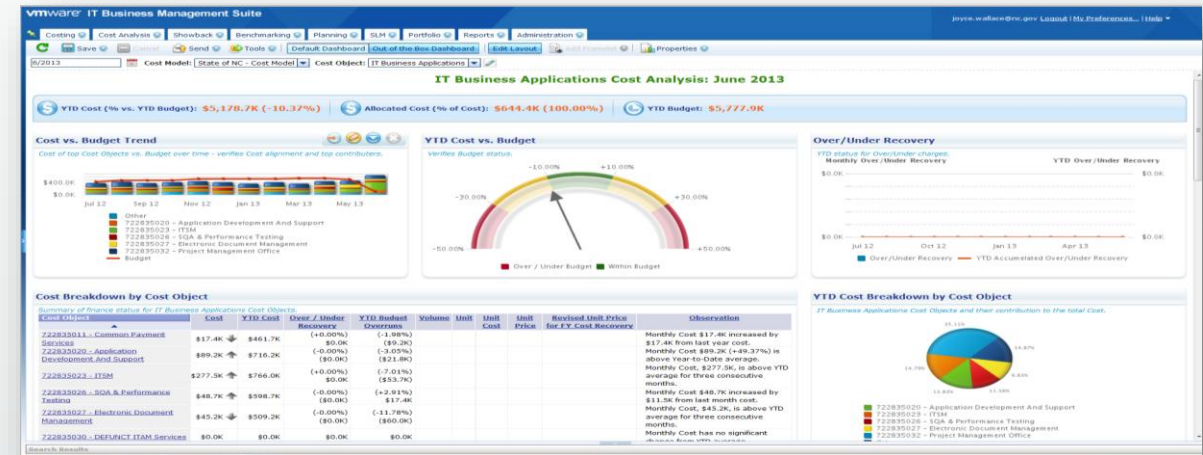 vmware IT Business Management Suite
joyce.wallace@nc.gov Logout | My Preferences... | Help
Costing Cost Analysis Showback Benchmarking Planning SLM Portfolio Reports Administration
Save Cancel Send Tools Default Dashboard Out of the Box Dashboard Edit Layout Properties
6/2013 Cost Model: State of NC - Cost Model Cost Object: IT Business Applications
IT Business Applications Cost Analysis: June 2013
YTD Cost (% vs. YTD Budget): $5,178.7K (-10.37%) Allocated Cost (% of Cost): $644.4K (100.00%) YTD Budget: $5,777.9K
Cost vs. Budget Trend
Cost of top Cost Objects vs. Budget over time - verifies Cost alignment and top contributers.
$400.0K
$0.0K
Jul 12 Sep 12 Nov 12 Jan 13 Mar 13 May 13
Other
722835020 - Application Development And Support
722835023 - ITSM
722835026 - SQA & Performance Testing
722835027 - Electronic Document Management
722835032 - Project Management Office
Budget
YTD Cost vs. Budget
Verifies Budget status.
-10.00% +10.00%
-30.00% +30.00%
-50.00% +50.00%
Over / Under Budget Within Budget
Over/Under Recovery
YTD status for Over/Under charges.
Monthly Over/Under Recovery YTD Over/Under Recovery
$0.0K $0.0K
$0.0K $0.0K
Jul 12 Oct 12 Jan 13 Apr 13
Over/Under Recovery YTD Accumulated Over/Under Recovery
Cost Breakdown by Cost Object
Summary of finance status for IT Business Applications Cost Objects.
Cost Object Cost YTD Cost Over / Under Recovery YTD Budget Overruns Volume Unit Unit Cost Unit Price Revised Unit Price for FY Cost Recovery Observation
722835011 - Common Payment Services $17.4K $461.7K (+0.00%) $0.0K (-1.98%) ($9.2K) Monthly Cost $17.4K increased by $17.4K from last year cost.
722835020 - Application Development And Support $89.2K $716.2K (-0.00%) ($0.0K) (-3.05%) ($21.8K) Monthly Cost $89.2K (+49.37%) is above Year-to-Date average.
722835023 - ITSM $277.5K $766.0K (+0.00%) $0.0K (-7.01%) ($53.7K) Monthly Cost, $277.5K, is above YTD average for three consecutive months.
722835026 - SQA & Performance Testing $48.7K $598.7K (-0.00%) ($0.0K) (+2.91%) $17.4K Monthly Cost $48.7K increased by $11.5K from last month cost.
722835027 - Electronic Document Management $45.2K $509.2K (-0.00%) ($0.0K) (-11.78%) ($60.0K) Monthly Cost, $45.2K, is above YTD average for three consecutive months.
722835030 - DEFUNCT ITAM Services $0.0K $0.0K $0.0K $0.0K Monthly Cost has no significant change from YTD average
YTD Cost Breakdown by Cost Object
IT Business Applications Cost Objects and their contribution to the total Cost.
14.79%
722835020 - Application Development And Support
722835023 - ITSM
722835026 - SQA & Performance Testing
722835027 - Electronic Document Management
722835032 - Project Management Office
Search Results